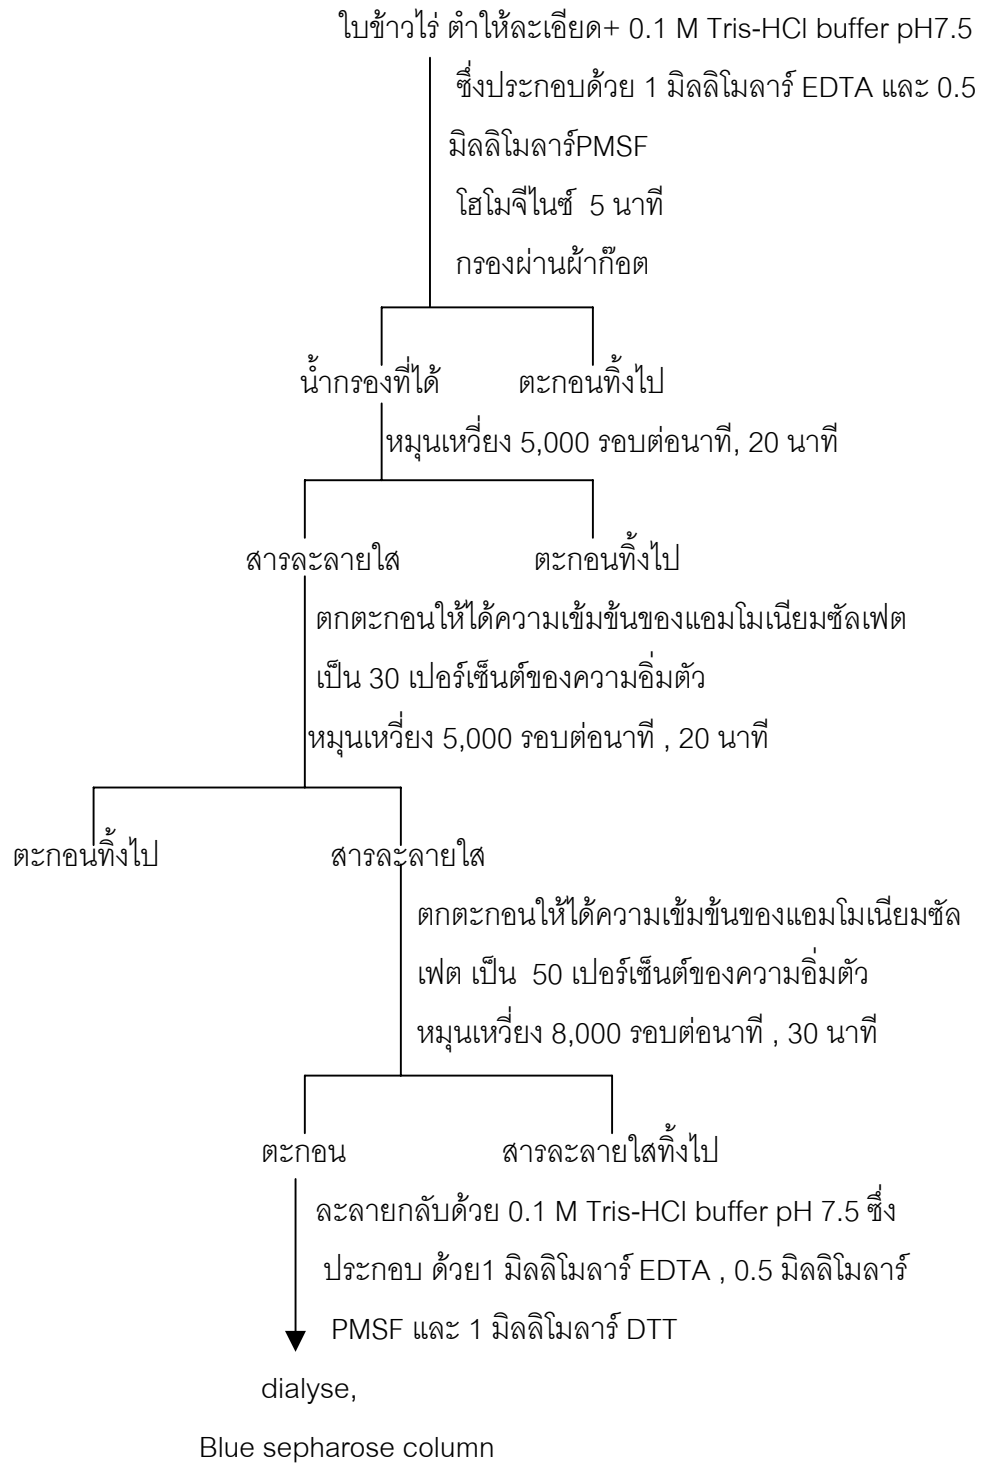 ใบข้าวไร่ ตำให้ละเอียด+ 0.1 M Tris-HCl buffer pH7.5
ซึ่งประกอบด้วย 1 มิลลิโมลาร์ EDTA และ 0.5
มิลลิโมลาร์PMSF
โฮโมจีไนซ์ 5 นาที
กรองผ่านผ้าก๊อต
น้ำกรองที่ได้ ตะกอนทิ้งไป
หมุนเหวี่ยง 5,000 รอบต่อนาที, 20 นาที
สารละลายใส ตะกอนทิ้งไป
ตกตะกอนให้ได้ความเข้มข้นของแอมโมเนียมซัลเฟต
เป็น 30 เปอร์เซ็นต์ของความอิ่มตัว
หมุนเหวี่ยง 5,000 รอบต่อนาที , 20 นาที
ตะกอนทิ้งไป สารละลายใส
ตกตะกอนให้ได้ความเข้มข้นของแอมโมเนียมซัล
เฟต เป็น 50 เปอร์เซ็นต์ของความอิ่มตัว
หมุนเหวี่ยง 8,000 รอบต่อนาที , 30 นาที
ตะกอน สารละลายใสทิ้งไป
ละลายกลับด้วย 0.1 M Tris-HCl buffer pH 7.5 ซึ่ง
ประกอบ ด้วย1 มิลลิโมลาร์ EDTA , 0.5 มิลลิโมลาร์
PMSF และ 1 มิลลิโมลาร์ DTT
dialyse,
Blue sepharose column